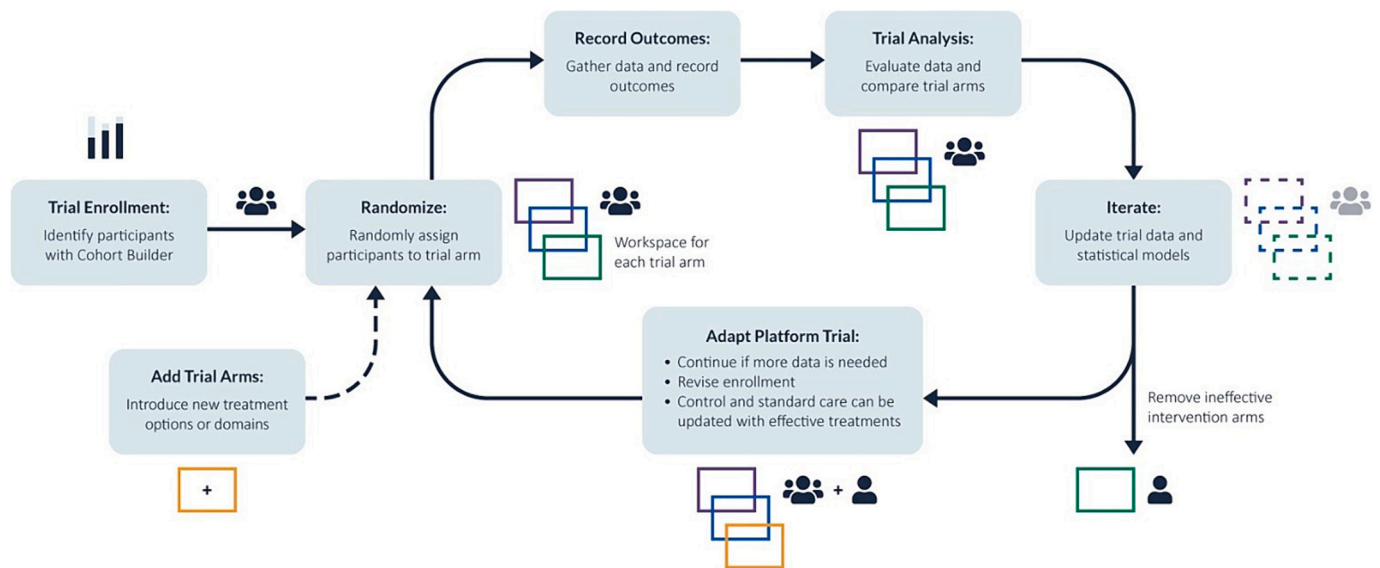 Record Outcomes:
Gather data and record
outcomes
Trial Analysis:
Evaluate data and
compare trial arms
Trial Enrollment:
Identify participants
with Cohort Builder
Randomize:
Randomly assign
participants to trial arm
Workspace for
each trial arm
Iterate:
Update trial data and
statistical models
Add Trial Arms:
Introduce new treatment
options or domains
+
Adapt Platform Trial:
• Continue if more data is needed
• Revise enrollment
• Control and standard care can be
updated with effective treatments
+
Remove ineffective
intervention arms